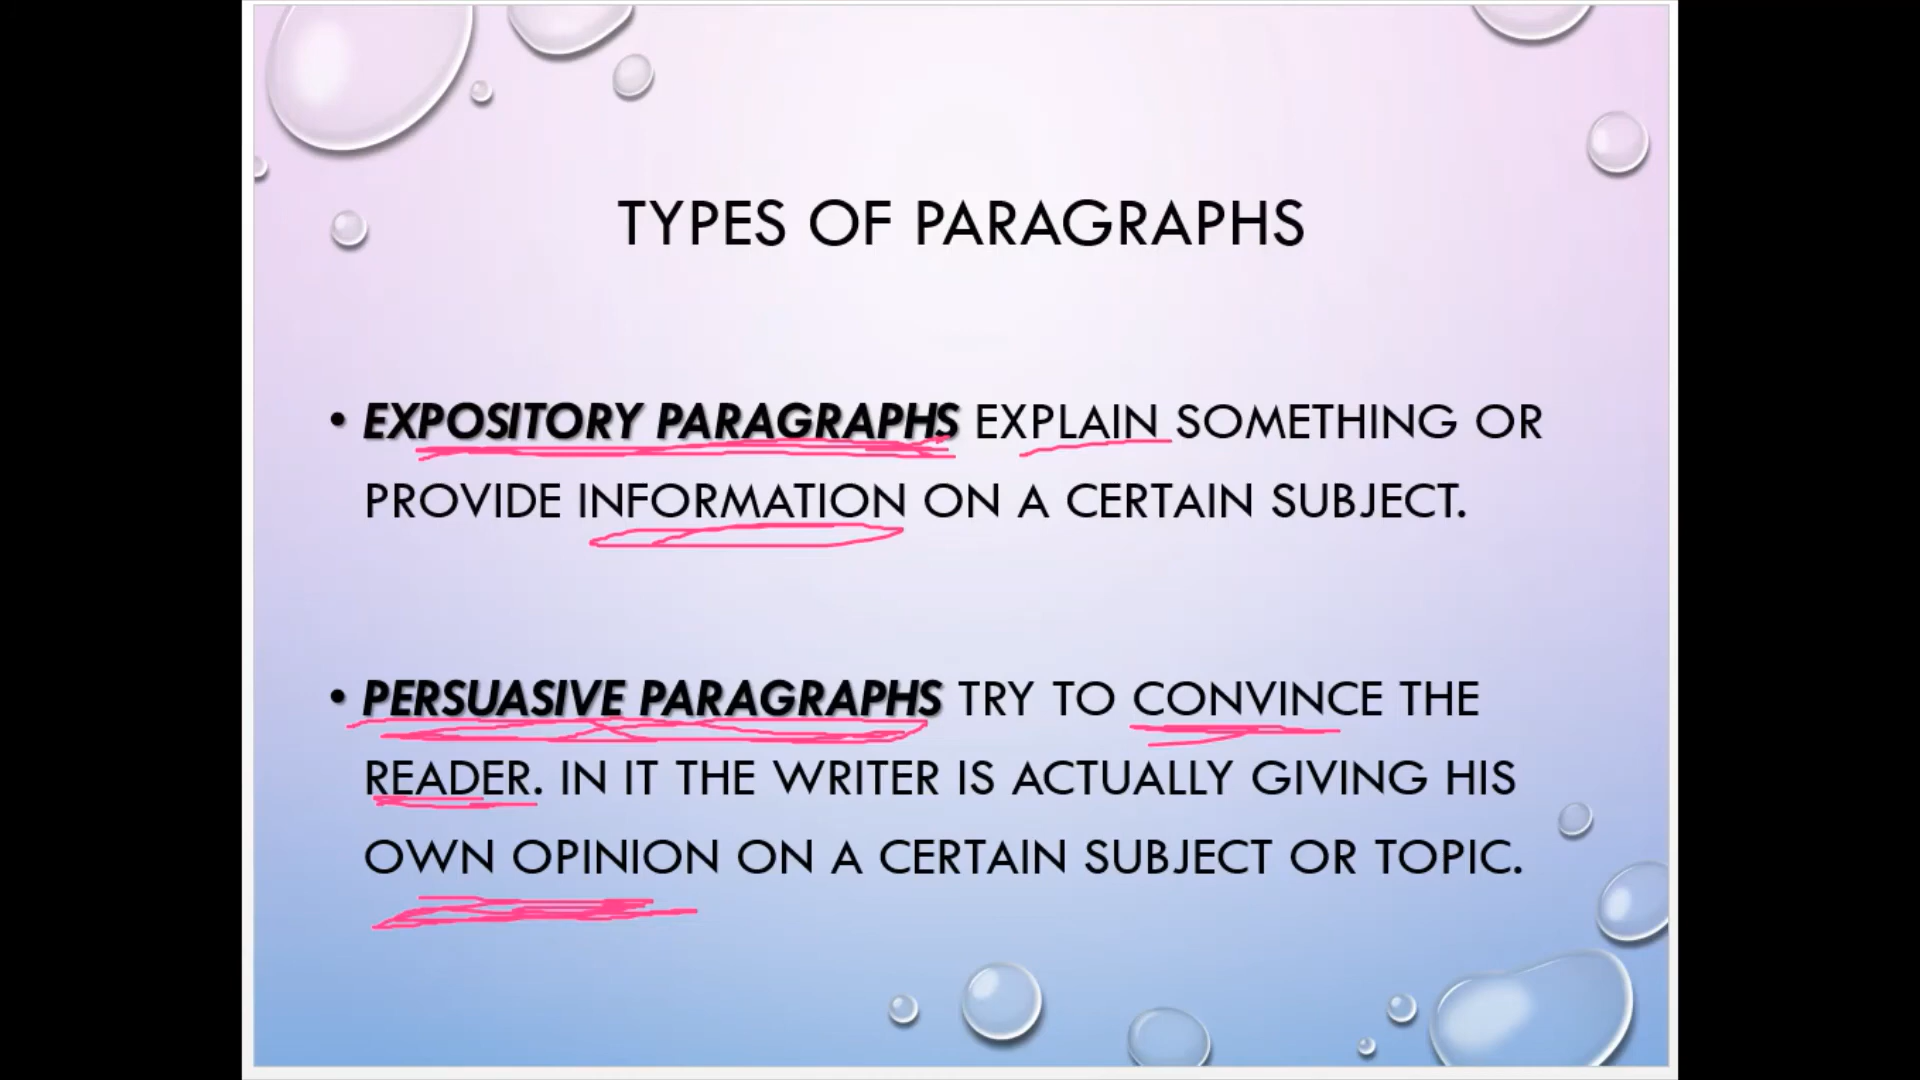 TYPES OF PARAGRAPHS
• EXPOSITORY PARAGRAPHS EXPLAIN SOMETHING OR
PROVIDE INFORMATION ON A CERTAIN SUBJECT.
• PERSUASIVE PARAGRAPHS TRY TO CONVINCE THE
READER. IN IT THE WRITER IS ACTUALLY GIVING HIS
OWN OPINION ON A CERTAIN SUBJECT OR TOPIC.